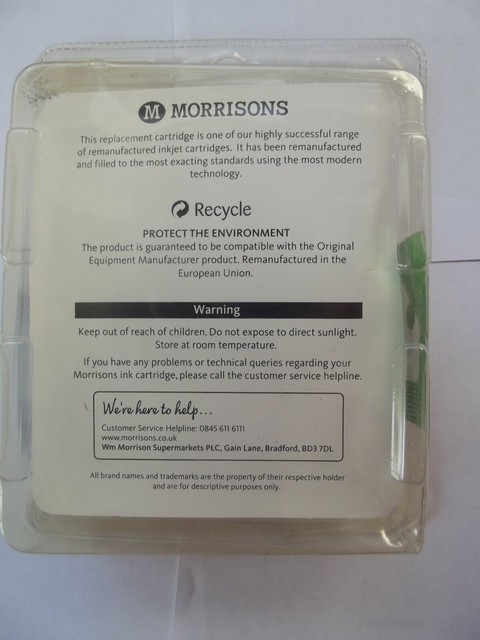 M MORRISONS
This replacement cartridge is one of our highly successful range
of remanufactured inkjet cartridges. It has been remanufactured
and filled to the most exacting standards using the most modern
technology.
Recycle
PROTECT THE ENVIRONMENT
The product is guaranteed to be compatible with the Original
Equipment Manufacturer product. Remanufactured in the
European Union.
Warning
Keep out of reach of children. Do not expose to direct sunlight.
Store at room temperature.
If you have any problems or technical queries regarding your
Morrisons ink cartridge, please call the customer service helpline.
We're here to help...
Customer Service Helpline: 0845 611 6111
www.morrisons.co.uk
Wm Morrison Supermarkets PLC, Gain Lane, Bradford, BD3 7DL
All brand names and trademarks are the property of their respective holder
and are for descriptive purposes only.